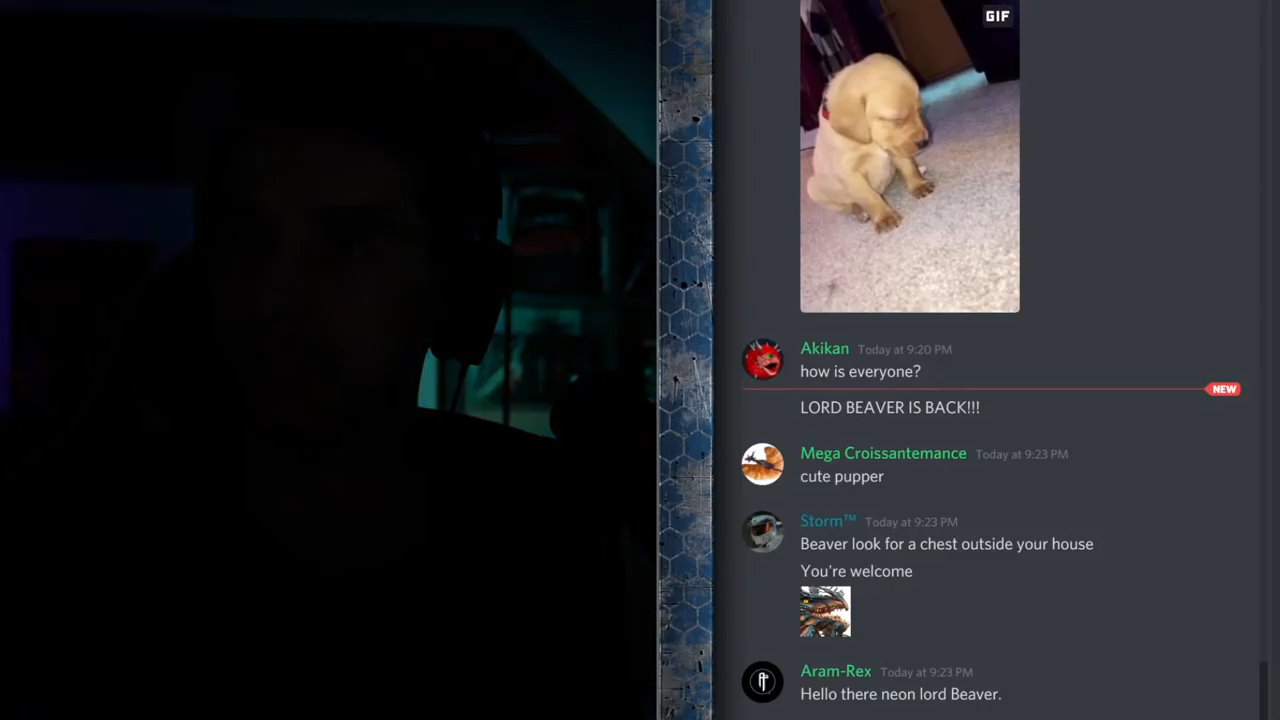 GIF
Akikan Today at 9:20 PM
how is everyone?
NEW
LORD BEAVER IS BACK!!!
Mega Croissantemance Today at 9:23 PM
cute pupper
Storm™ Today at 9:23 PM
Beaver look for a chest outside your house
You're welcome
Aram-Rex Today at 9:23 PM
Hello there neon lord Beaver.